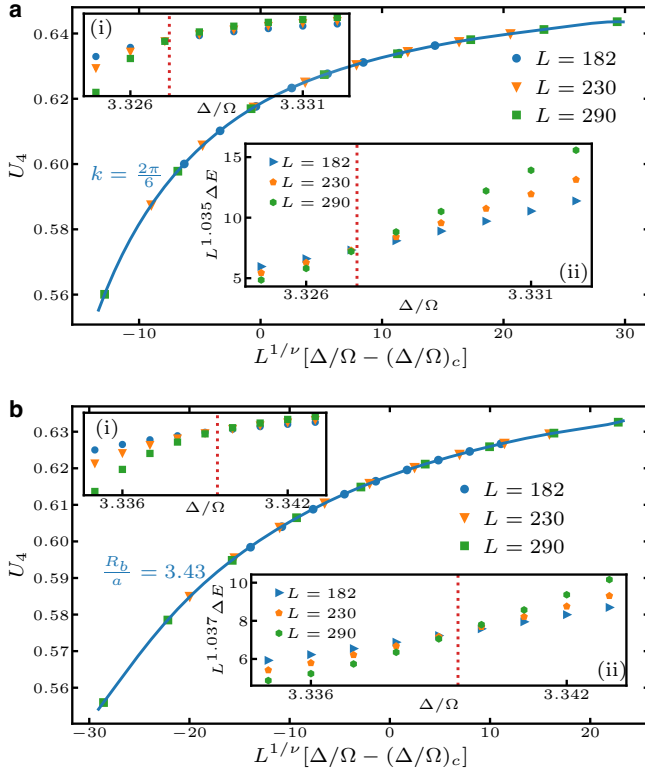 a
(i)
0.64
0.62
0.60
0.58
0.56
U₄
3.326
Δ/Ω
3.331
L = 182
L = 230
L = 290
k = 2π/6
15
10
5
L^{1.035}ΔE
L = 182
L = 230
L = 290
(ii)
3.326
Δ/Ω
3.331
−10
0
10
20
30
L^{1/ν}[Δ/Ω − (Δ/Ω)_c]
b
(i)
0.63
0.62
0.61
0.60
0.59
0.58
0.57
0.56
U₄
3.336
Δ/Ω
3.342
L = 182
L = 230
L = 290
R_b/a = 3.43
10
8
6
L^{1.037}ΔE
L = 182
L = 230
L = 290
(ii)
3.336
Δ/Ω
3.342
−30
−20
−10
0
10
20
L^{1/ν}[Δ/Ω − (Δ/Ω)_c]